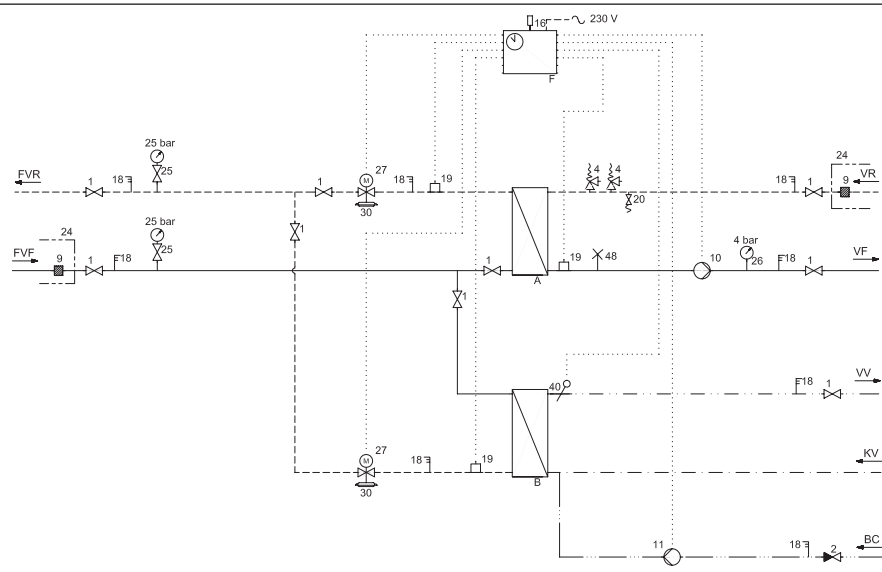 16 230 V
F
25 bar 27 4 4 24
FVR 1 18 25 1 M 18 19 VR
18 1 9
30 20
1
25 bar 4 bar
FVF 24 25
9 1 18 1 19 48 10 26 18 1 VF
A
1
40 18 1 VV
27
M 18 19 KV
30 B
11 18 2 BC